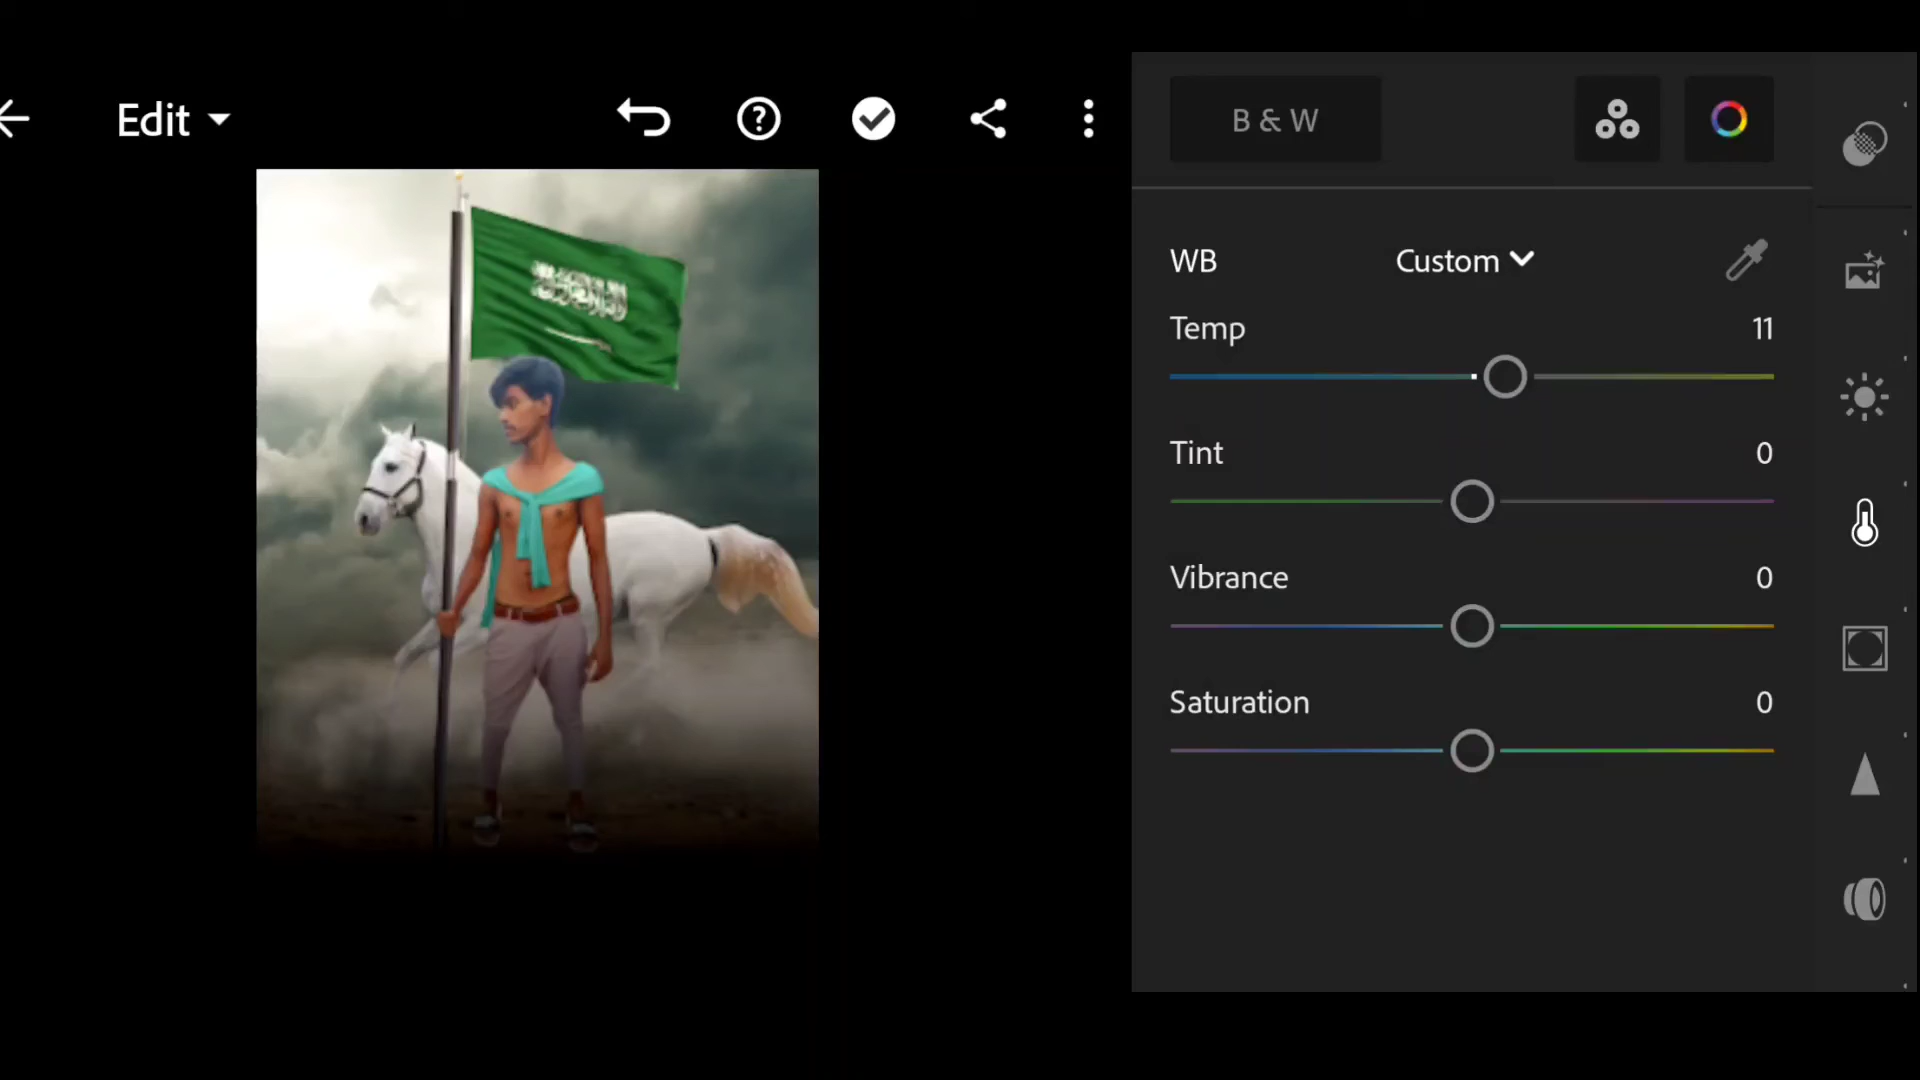 Edit
B & W
WB Custom
Temp 11
Tint 0
Vibrance 0
Saturation 0